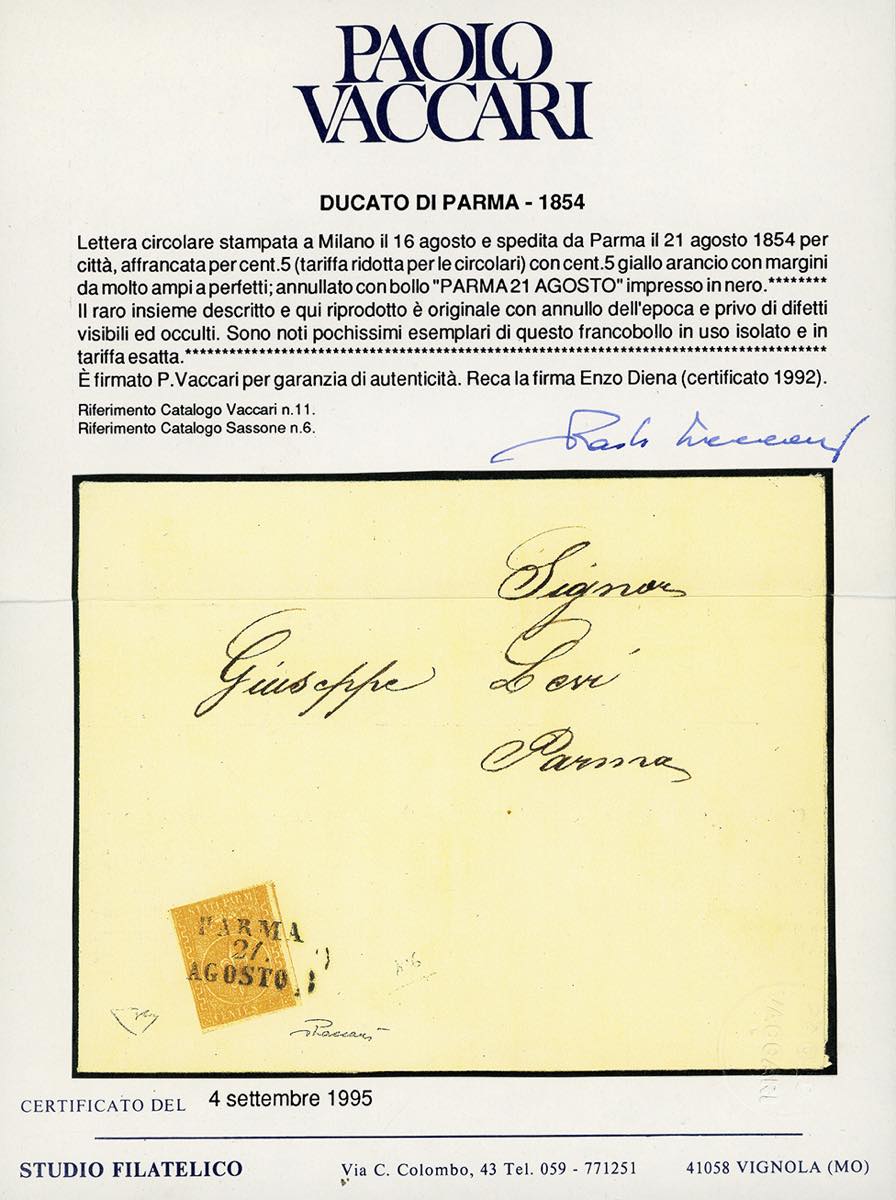 PAOLO
VACCARI
DUCATO DI PARMA - 1854
Lettera circolare stampata a Milano il 16 agosto e spedita da Parma il 21 agosto 1854 per
città, affrancata per cent.5 (tariffa ridotta per le circolari) con cent.5 giallo arancio con margini
da molto ampi a perfetti; annullato con bollo "PARMA 21 AGOSTO" impresso in nero.********
Il raro insieme descritto e qui riprodotto è originale con annullo dell'epoca e privo di difetti
visibili ed occulti. Sono noti pochissimi esemplari di questo francobollo in uso isolato e in
tariffa esatta.****************************************************************************************
È firmato P.Vaccari per garanzia di autenticità. Reca la firma Enzo Diena (certificato 1992).
Riferimento Catalogo Vaccari n.11.
Riferimento Catalogo Sassone n.6.
Signor
Giuseppe Levi
Parma
STATI PARM
PARMA
21.
AGOSTO
CENTES
Vaccari
VACCARI
CERTIFICATO DEL 4 settembre 1995
STUDIO FILATELICO Via C. Colombo, 43 Tel. 059 - 771251 41058 VIGNOLA (MO)